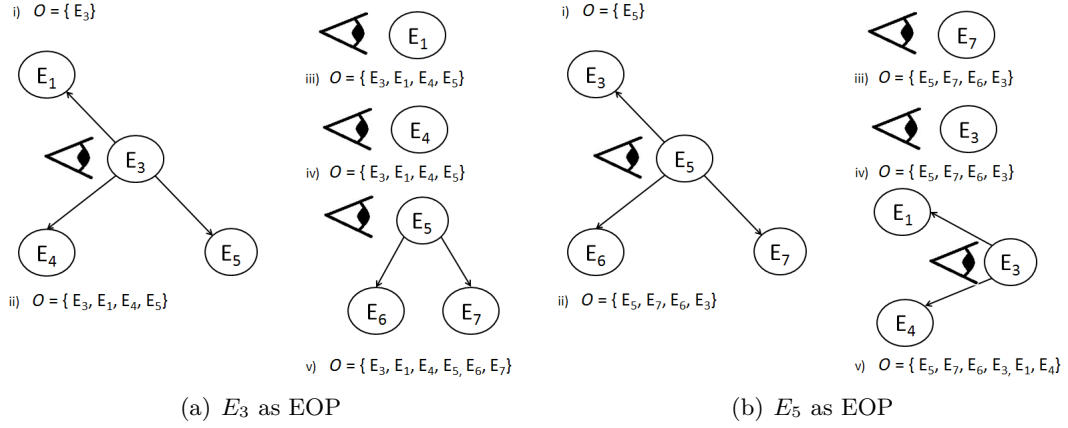 i) O = { E3}
E1
E3
E4
E5
ii) O = { E3, E1, E4, E5}
E1
iii) O = { E3, E1, E4, E5}
E4
iv) O = { E3, E1, E4, E5}
E5
E6
E7
v) O = { E3, E1, E4, E5, E6, E7}
(a) E3 as EOP
i) O = { E5}
E3
E5
E6
E7
ii) O = { E5, E7, E6, E3}
E7
iii) O = { E5, E7, E6, E3}
E3
iv) O = { E5, E7, E6, E3}
E1
E3
E4
v) O = { E5, E7, E6, E3, E1, E4}
(b) E5 as EOP